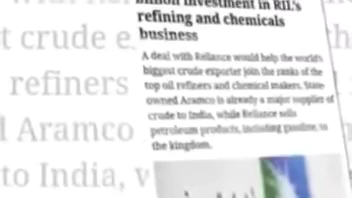 billion investment in RIL's
refining and chemicals
business
A deal with Reliance would help the world's
biggest crude exporter join the ranks of the
top oil refiners and chemical makers. State-
owned Aramco is already a major supplier of
crude to India, while Reliance sells
petroleum products, including gasoline, to
the kingdom.
t crude e
refiners
l Aramco
to India, v
th